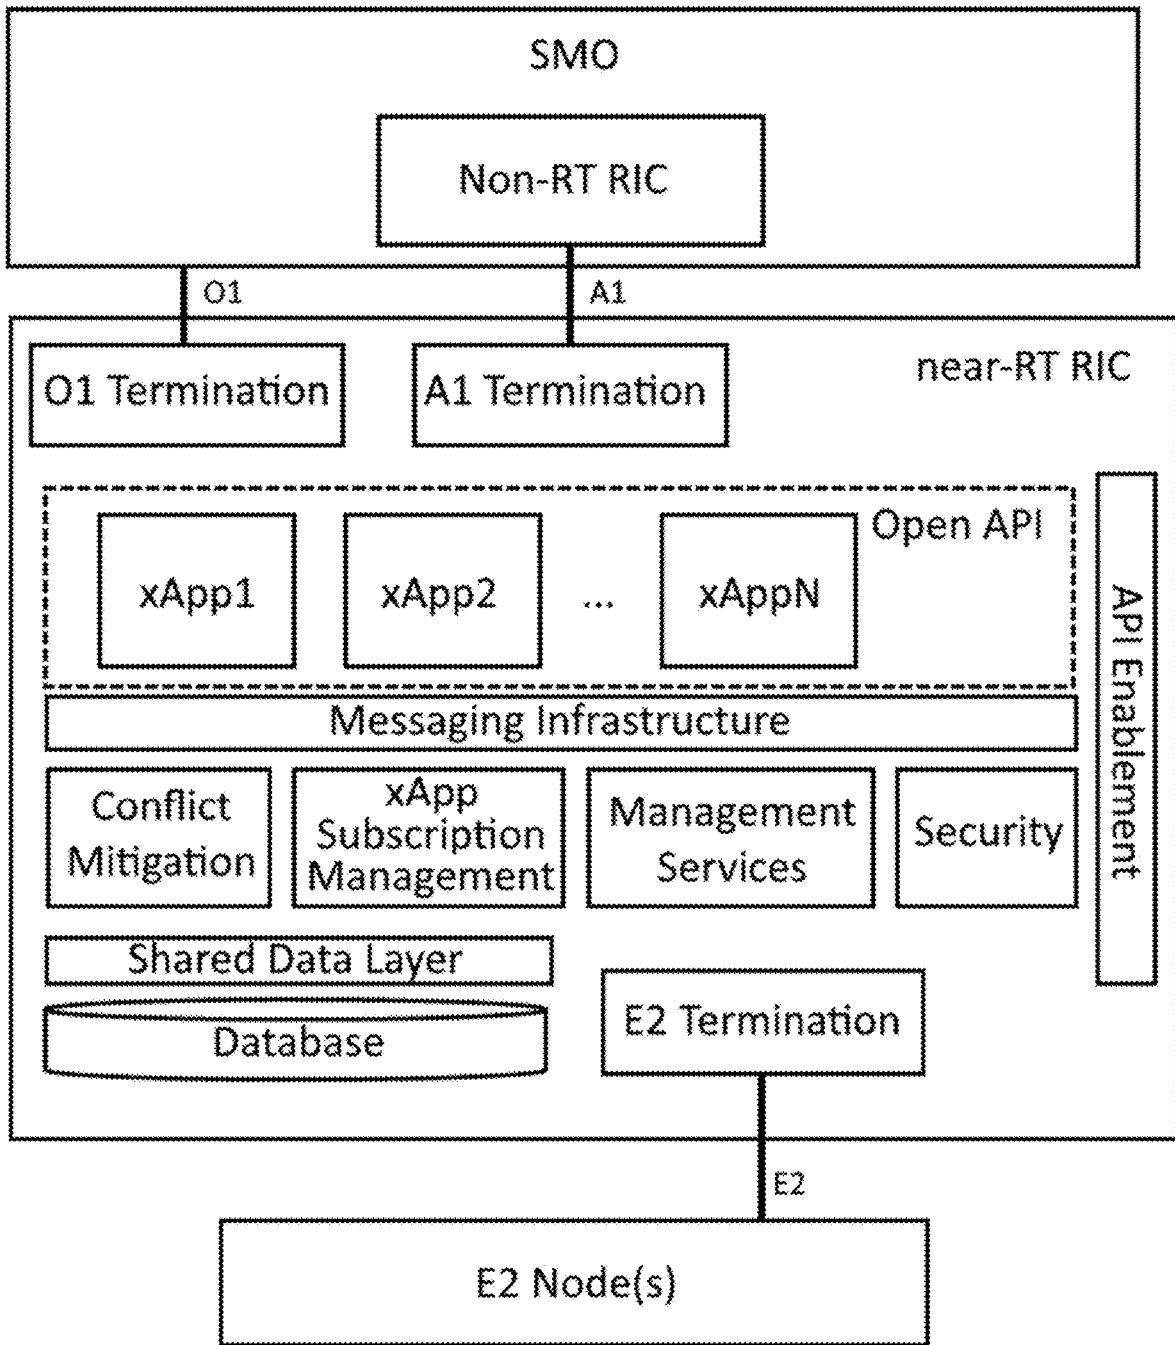 SMO
Non-RT RIC
O1
A1
near-RT RIC
O1 Termination
A1 Termination
Open API
xApp1
xApp2
...
xAppN
API Enablement
Messaging Infrastructure
Conflict
Mitigation
xApp
Subscription
Management
Management
Services
Security
Shared Data Layer
Database
E2 Termination
E2
E2 Node(s)